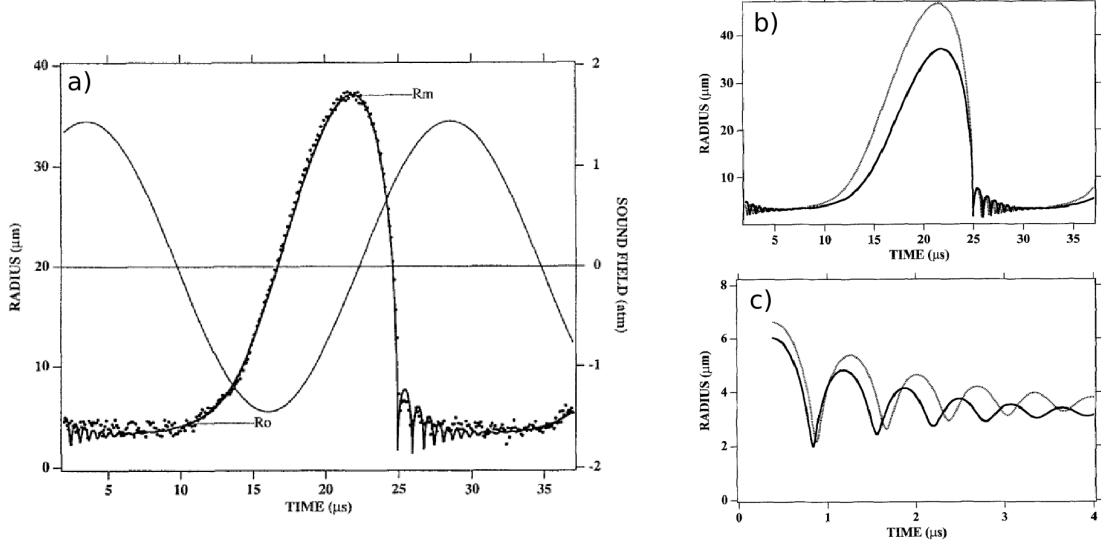 a)
40
30
20
10
0
RADIUS (μm)
Rm
Ro
2
1
0
-1
-2
SOUND FIELD (atm)
5 10 15 20 25 30 35
TIME (μs)
b)
40
30
20
10
RADIUS (μm)
5 10 15 20 25 30 35
TIME (μs)
c)
8
6
4
2
0
RADIUS (μm)
0 1 2 3 4
TIME (μs)